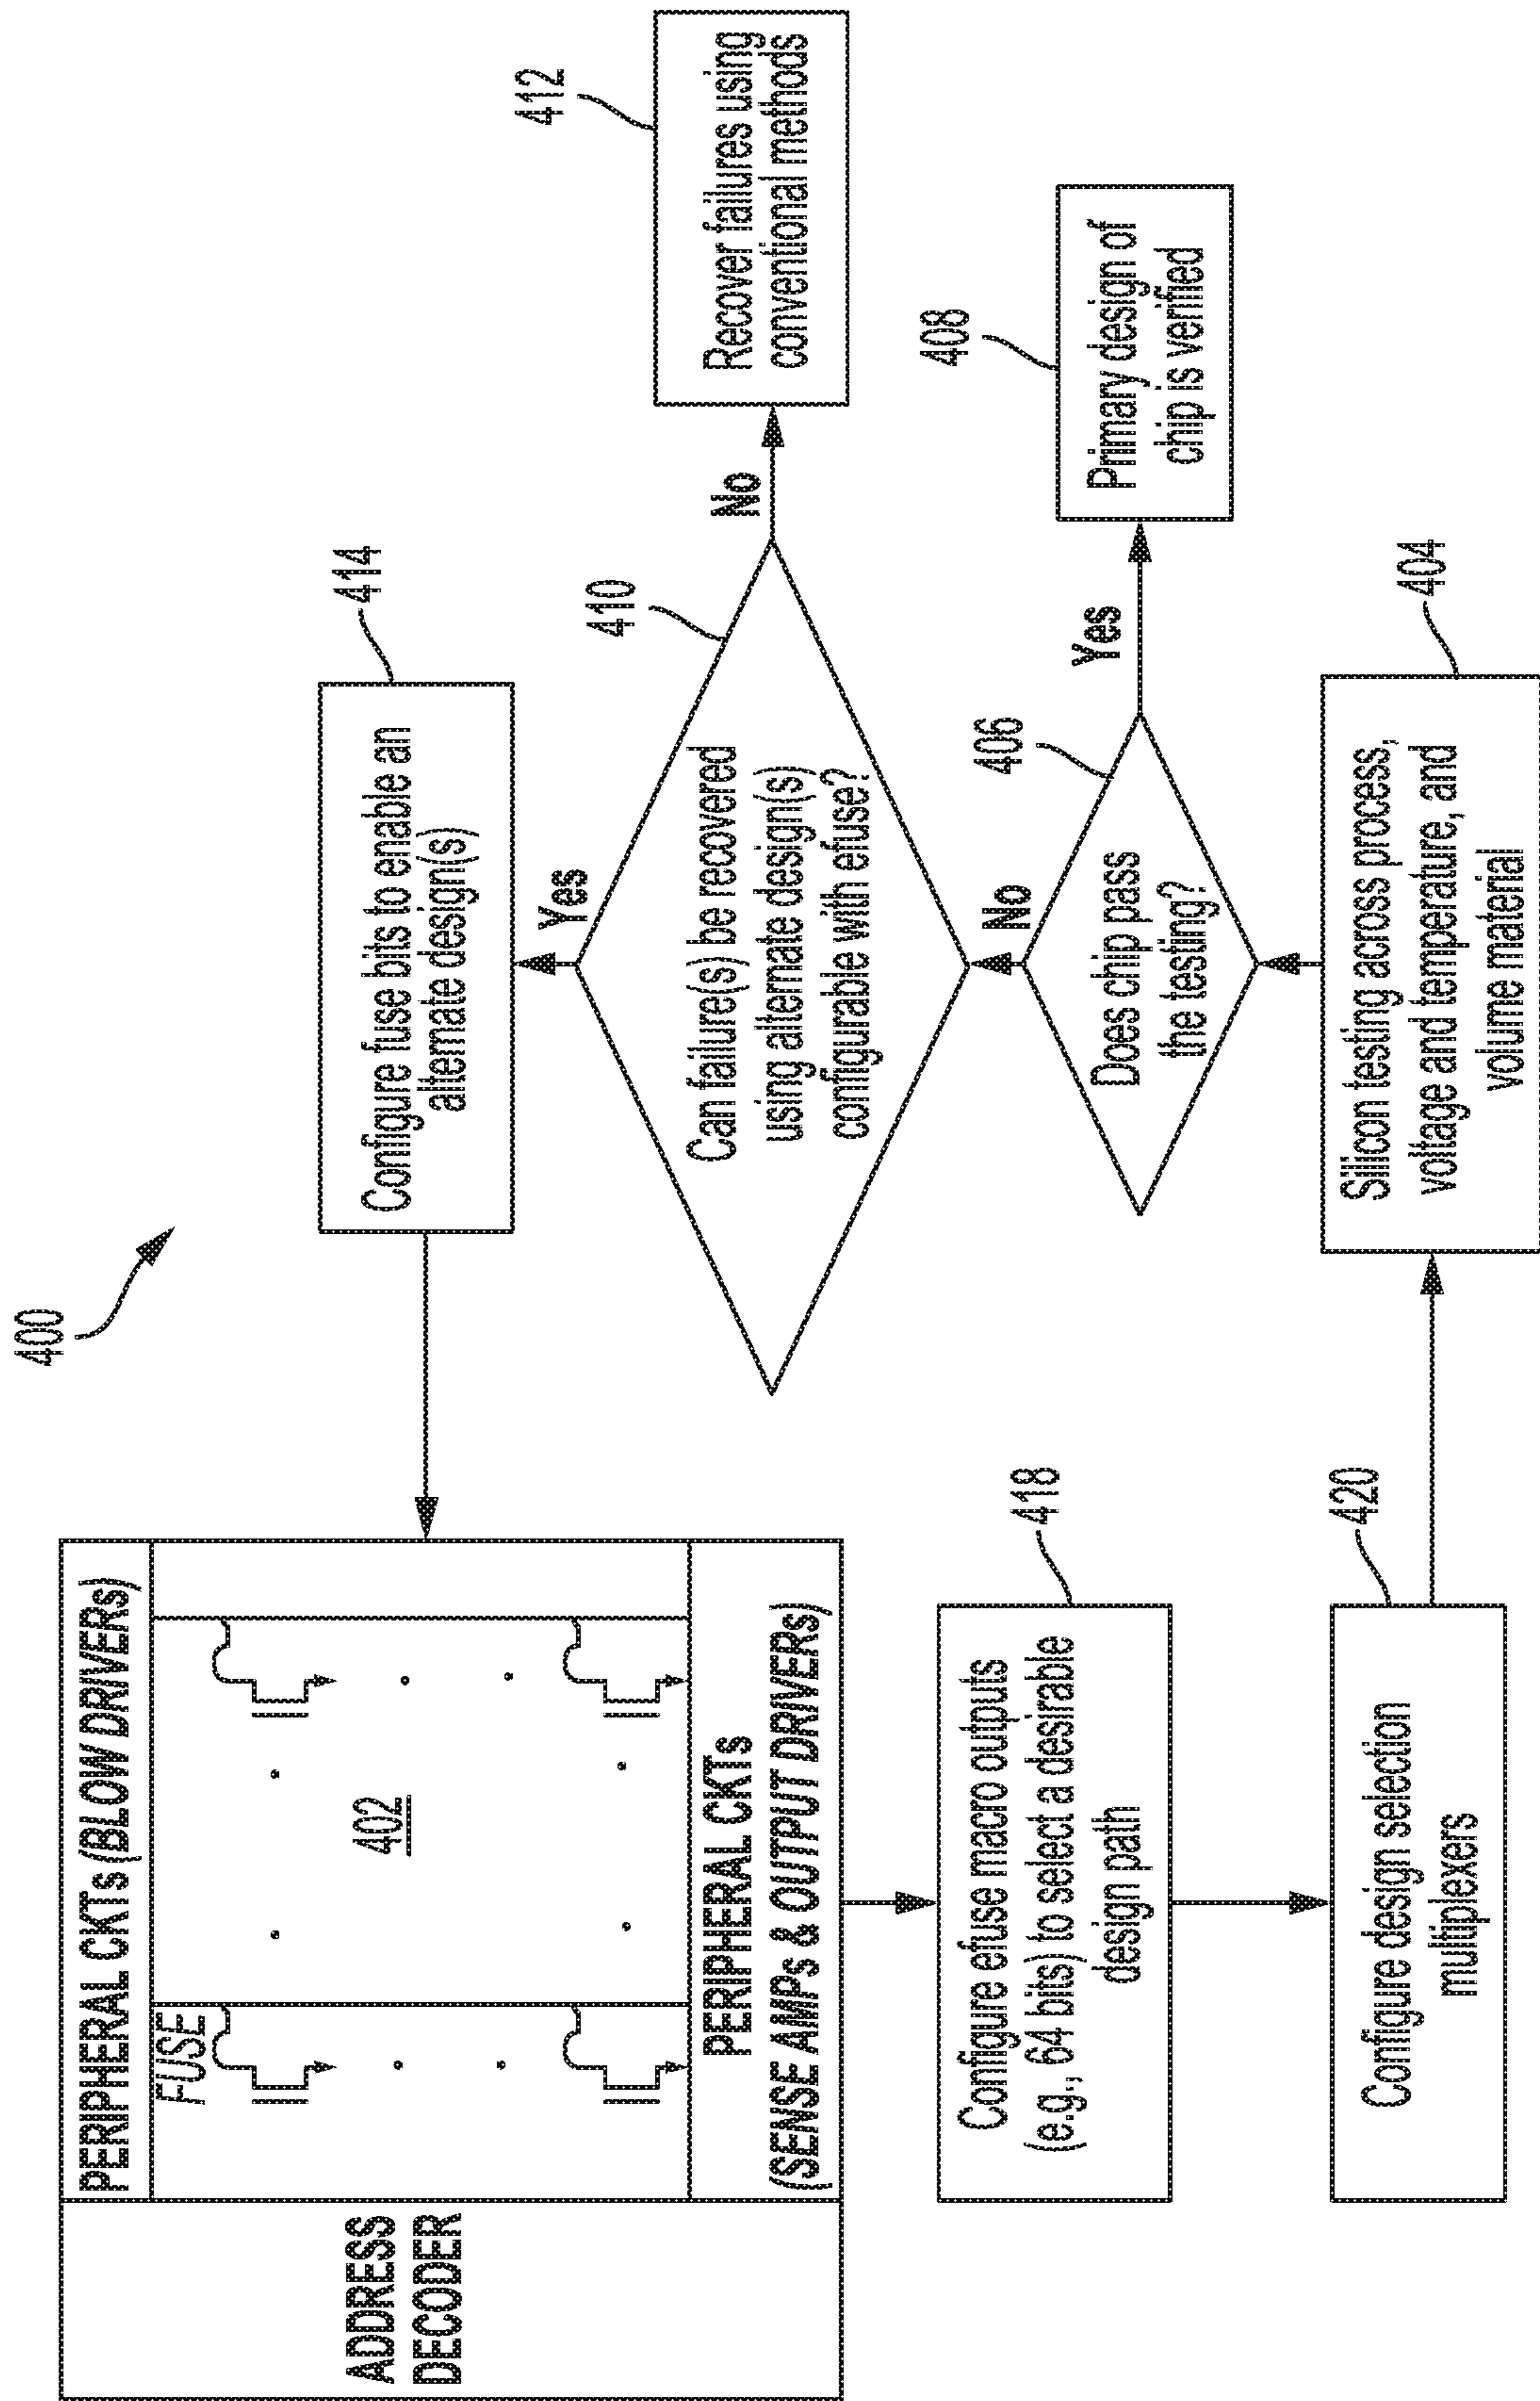 400
PERIPHERAL CKTs (BLOW DRIVERS)
FUSE
402
ADDRESS
DECODER
PERIPHERAL CKTs
(SENSE AMPs & OUTPUT DRIVERS)
414
Configure fuse bits to enable an
alternate design(s)
Yes
410
Can failure(s) be recovered
using alternate design(s)
configurable with efuse?
No
412
Recover failures using
conventional methods
418
Configure efuse macro outputs
(e.g., 64 bits) to select a desirable
design path
No
406
Does chip pass
the testing?
Yes
408
Primary design of
chip is verified
420
Configure design selection
multiplexers
404
Silicon testing across process,
voltage and temperature, and
volume material